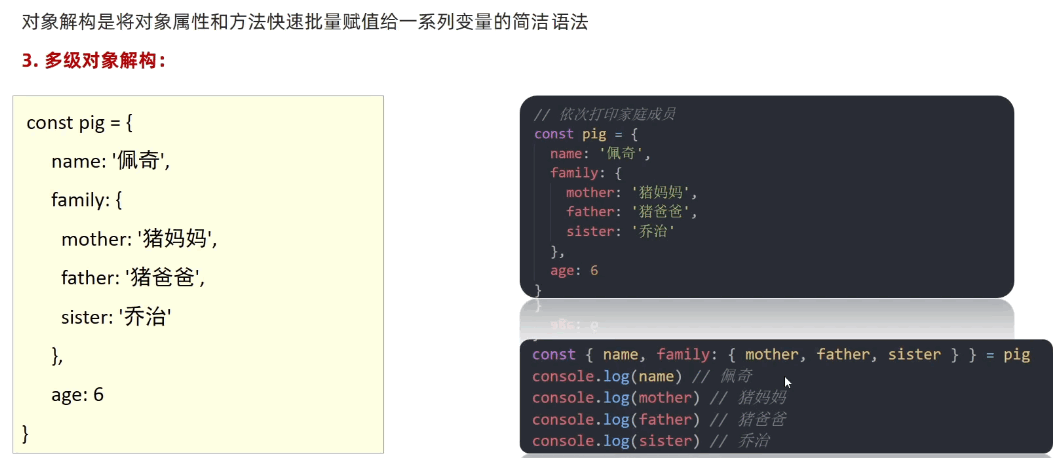 对象解构是将对象属性和方法快速批量赋值给一系列变量的简洁语法
3. 多级对象解构：
const pig = {
name: '佩奇',
family: {
mother: '猪妈妈',
father: '猪爸爸',
sister: '乔治'
},
age: 6
}
// 依次打印家庭成员
const pig = {
name: '佩奇',
family: {
mother: '猪妈妈',
father: '猪爸爸',
sister: '乔治'
},
age: 6
}
const { name, family: { mother, father, sister } } = pig
console.log(name) // 佩奇
console.log(mother) // 猪妈妈
console.log(father) // 猪爸爸
console.log(sister) // 乔治